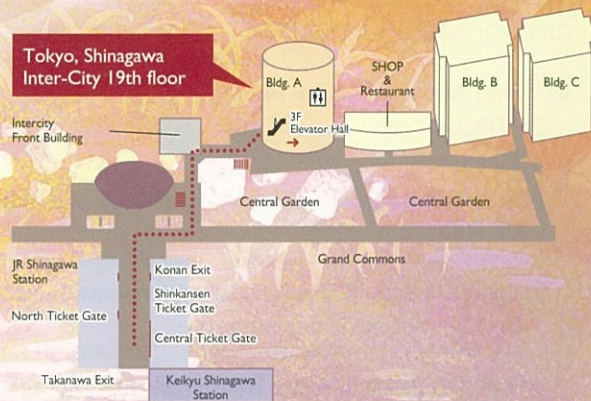 Tokyo, Shinagawa
Inter-City 19th floor
Bldg. A
3F
Elevator Hall
SHOP
&
Restaurant
Bldg. B
Bldg. C
Intercity
Front Building
Central Garden
Central Garden
Grand Commons
JR Shinagawa
Station
Konan Exit
Shinkansen
Ticket Gate
North Ticket Gate
Central Ticket Gate
Takanawa Exit
Keikyu Shinagawa
Station